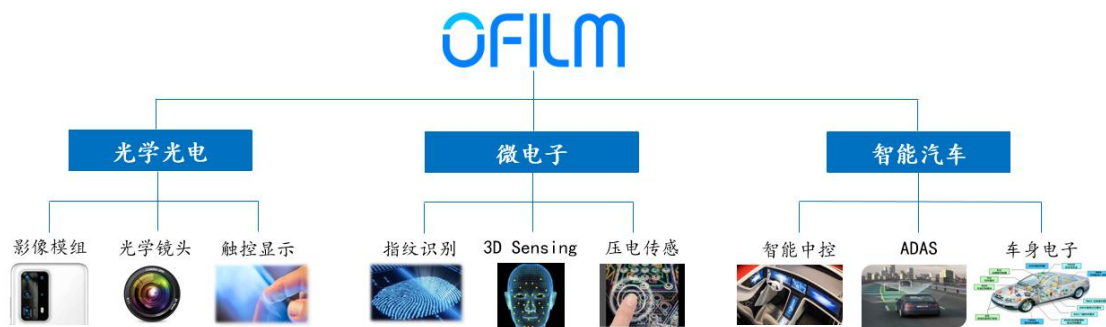 OFILM
光学光电
微电子
智能汽车
影像模组
光学镜头
触控显示
指纹识别
3D Sensing
压电传感
智能中控
ADAS
车身电子